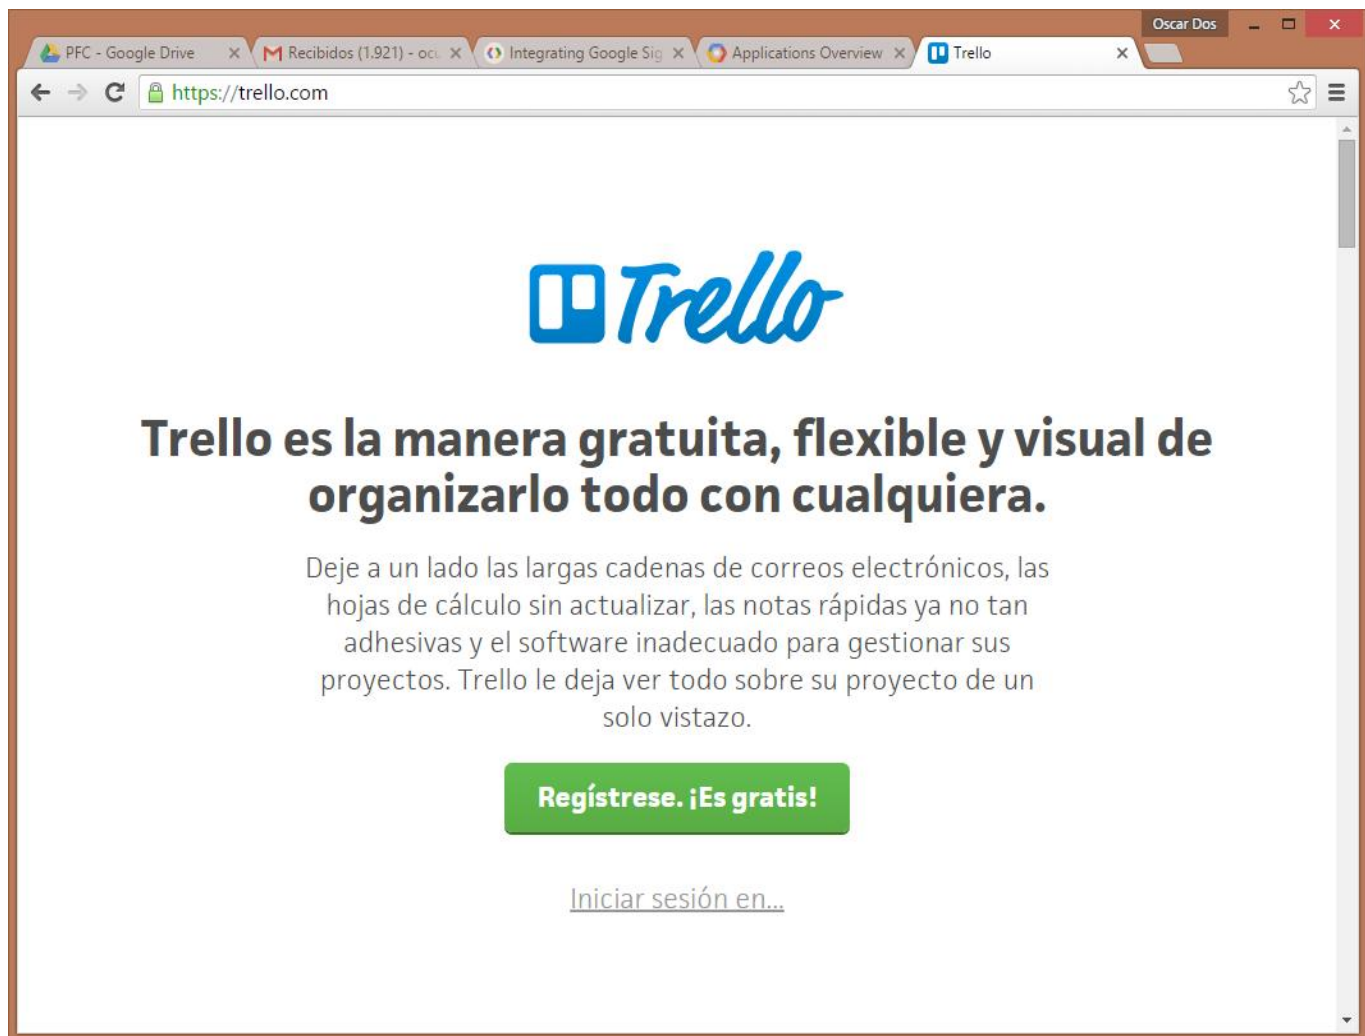 Oscar Dos
PFC - Google Drive
Recibidos (1.921) - ocu
Integrating Google Sig
Applications Overview
Trello
https://trello.com
Trello
Trello es la manera gratuita, flexible y visual de
organizarlo todo con cualquiera.
Deje a un lado las largas cadenas de correos electrónicos, las
hojas de cálculo sin actualizar, las notas rápidas ya no tan
adhesivas y el software inadecuado para gestionar sus
proyectos. Trello le deja ver todo sobre su proyecto de un
solo vistazo.
Regístrese. ¡Es gratis!
Iniciar sesión en...